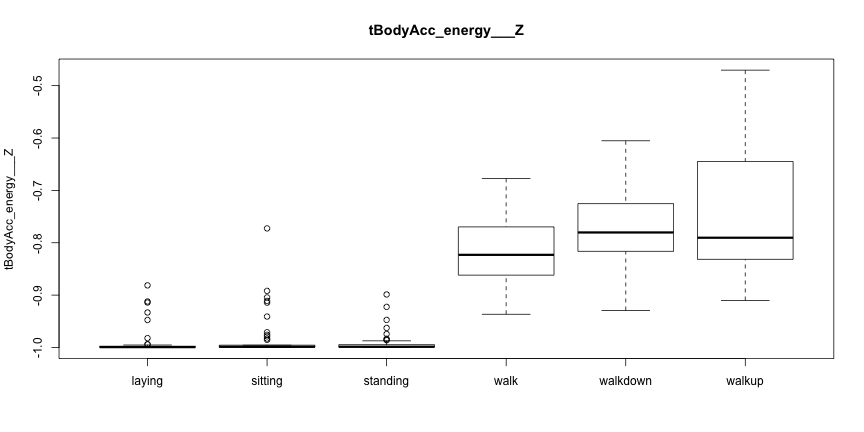 tBodyAcc_energy___Z
tBodyAcc_energy___Z
-0.5
-0.6
-0.7
-0.8
-0.9
-1.0
laying sitting standing walk walkdown walkup